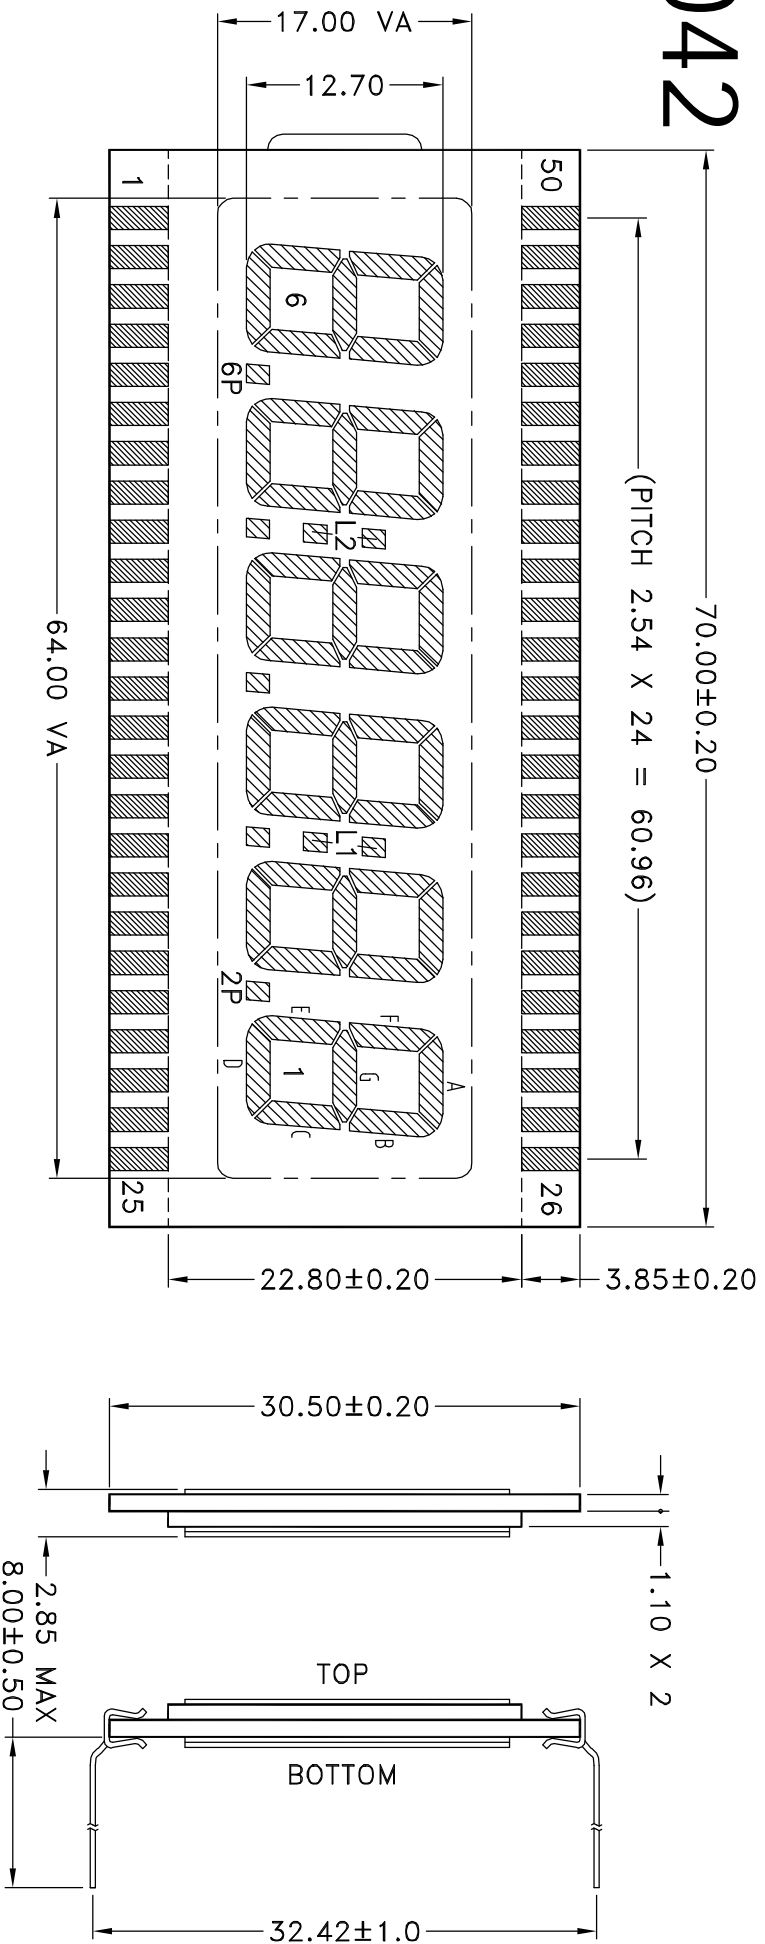 042
17.00 VA
12.70
1
50
6
6P
L2
(PITCH 2.54 X 24 = 60.96)
70.00±0.20
64.00 VA
L1
2P
E
F
D
1
G
A
C
B
25
26
22.80±0.20
3.85±0.20
30.50±0.20
1.10 X 2
2.85 MAX
8.00±0.50
TOP
BOTTOM
32.42±1.0